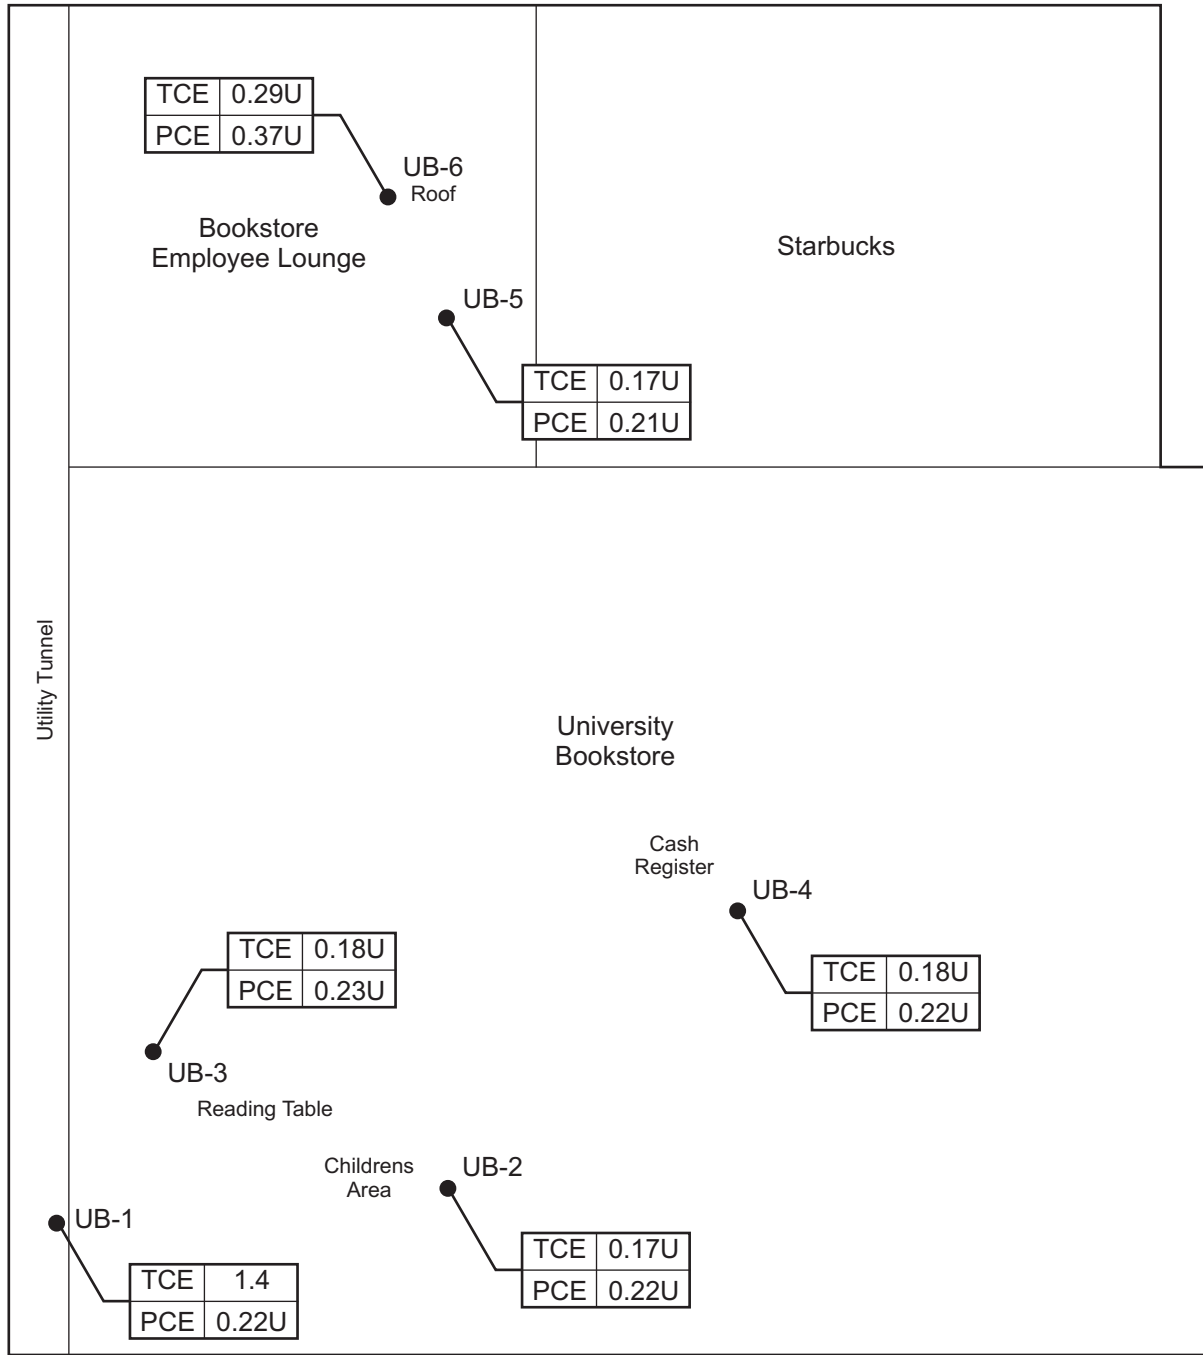 TCE 0.29U
PCE 0.37U
UB-6
Roof
Bookstore
Employee Lounge
Starbucks
UB-5
TCE 0.17U
PCE 0.21U
Utility Tunnel
University
Bookstore
Cash
Register
UB-4
TCE 0.18U
PCE 0.22U
TCE 0.18U
PCE 0.23U
UB-3
Reading Table
Childrens
Area
UB-2
TCE 0.17U
PCE 0.22U
UB-1
TCE 1.4
PCE 0.22U